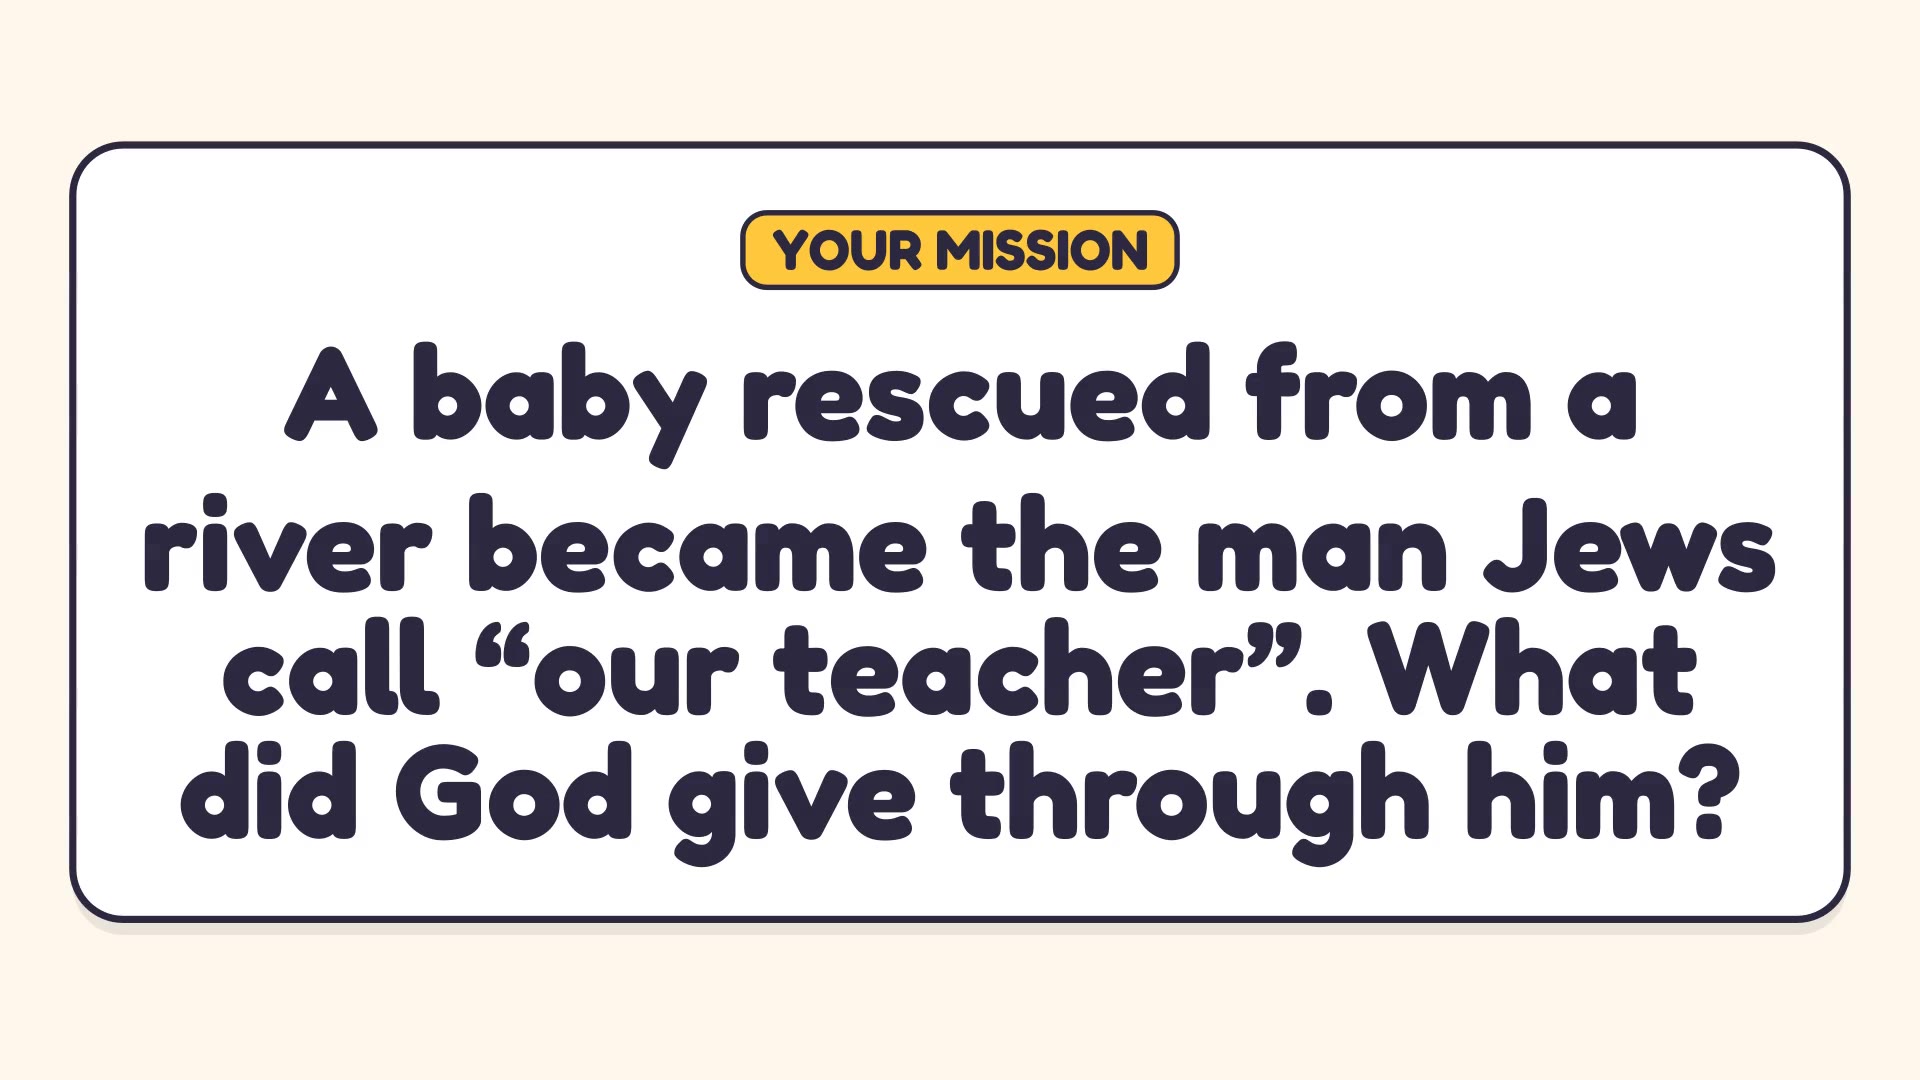 YOUR MISSION
A baby rescued from a
river became the man Jews
call “our teacher”. What
did God give through him?